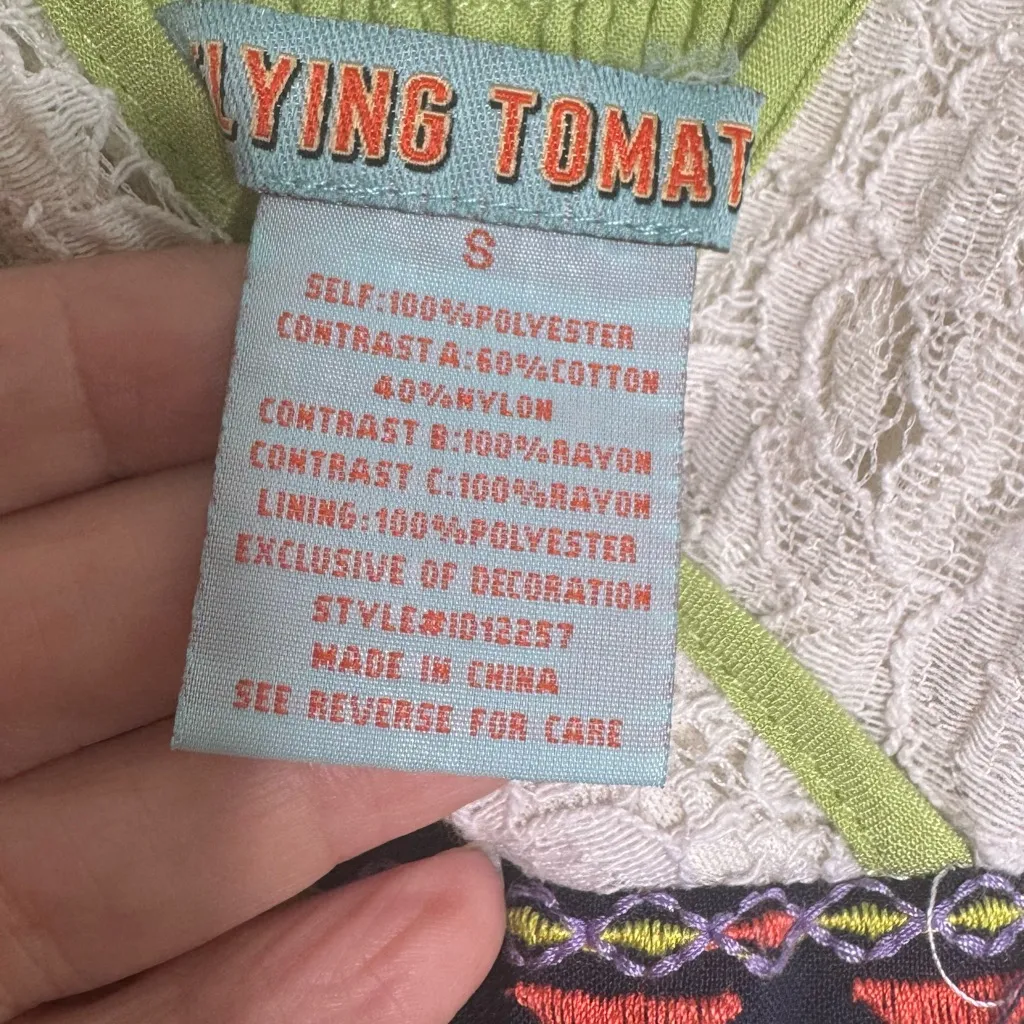 FLYING TOMAT
S
SELF:100%POLYESTER
CONTRAST A:60%COTTON
40%NYLON
CONTRAST B:100%RAYON
CONTRAST C:100%RAYON
LINING:100%POLYESTER
EXCLUSIVE OF DECORATION
STYLE#ID12257
MADE IN CHINA
SEE REVERSE FOR CARE